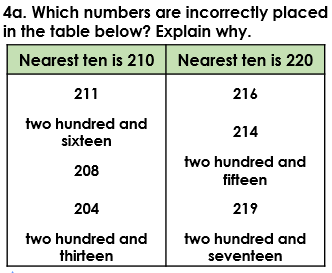 4a. Which numbers are incorrectly placed
in the table below? Explain why.
Nearest ten is 210
Nearest ten is 220
211
two hundred and
sixteen
208
204
two hundred and
thirteen
216
214
two hundred and
fifteen
219
two hundred and
seventeen